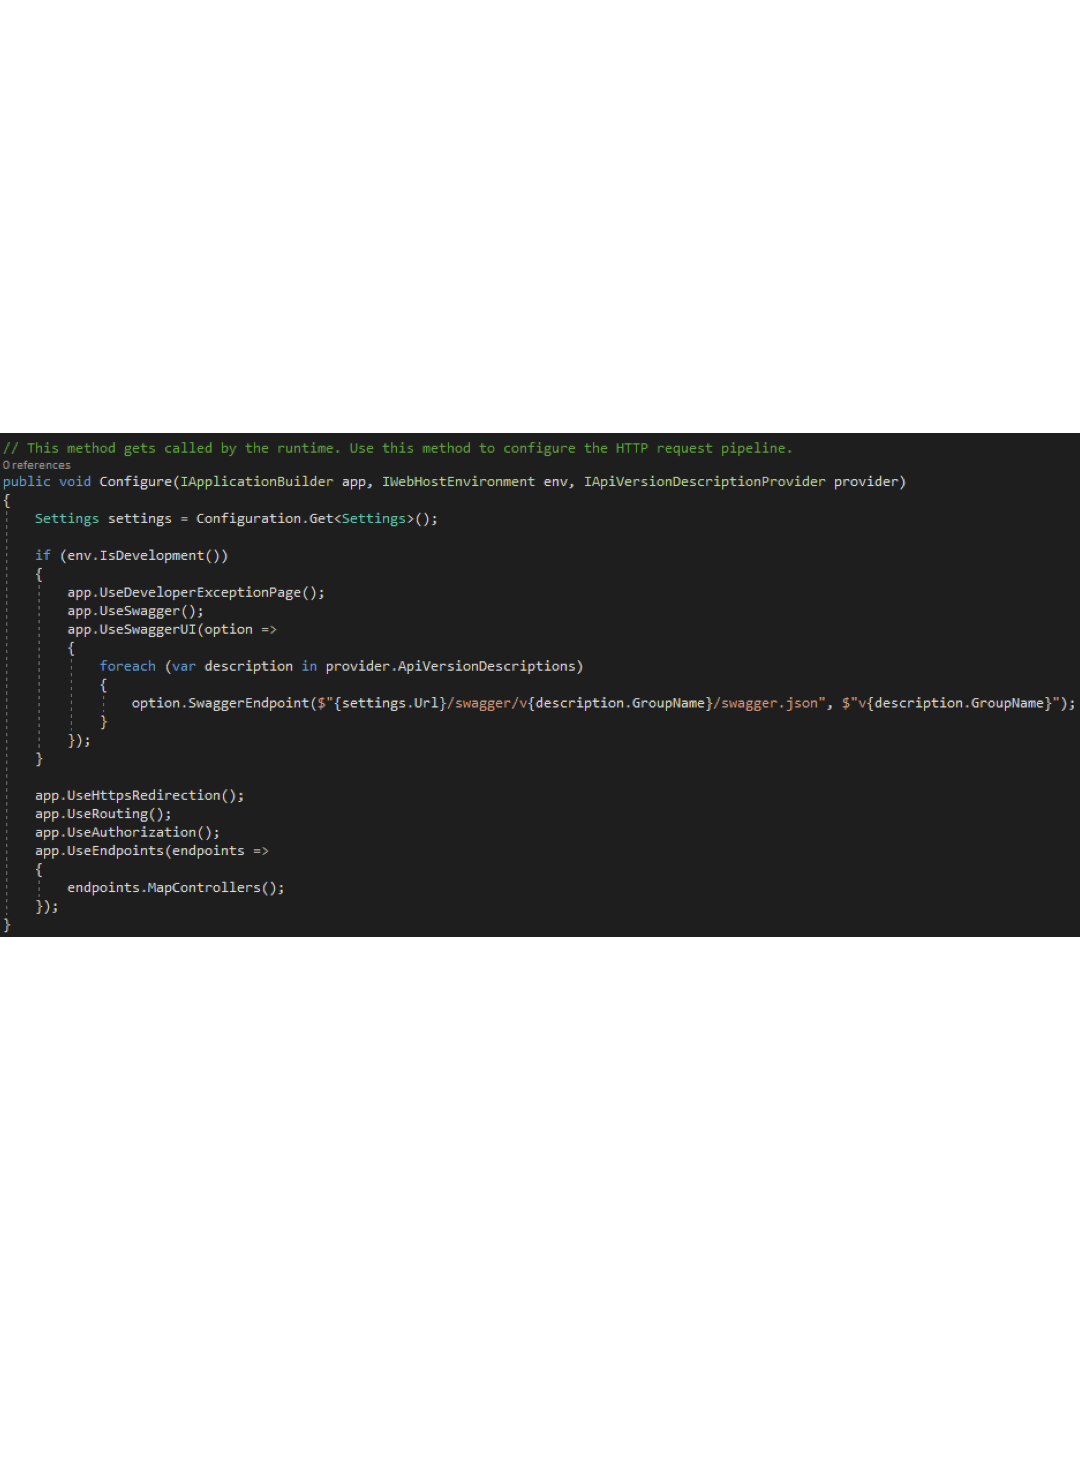 // This method gets called by the runtime. Use this method to configure the HTTP request pipeline.
0 references
public void Configure(IApplicationBuilder app, IWebHostEnvironment env, IApiVersionDescriptionProvider provider)
{
    Settings settings = Configuration.Get<Settings>();

    if (env.IsDevelopment())
    {
        app.UseDeveloperExceptionPage();
        app.UseSwagger();
        app.UseSwaggerUI(option =>
        {
            foreach (var description in provider.ApiVersionDescriptions)
            {
                option.SwaggerEndpoint($"{settings.Url}/swagger/v{description.GroupName}/swagger.json", $"v{description.GroupName}");
            }
        });
    }

    app.UseHttpsRedirection();
    app.UseRouting();
    app.UseAuthorization();
    app.UseEndpoints(endpoints =>
    {
        endpoints.MapControllers();
    });
}